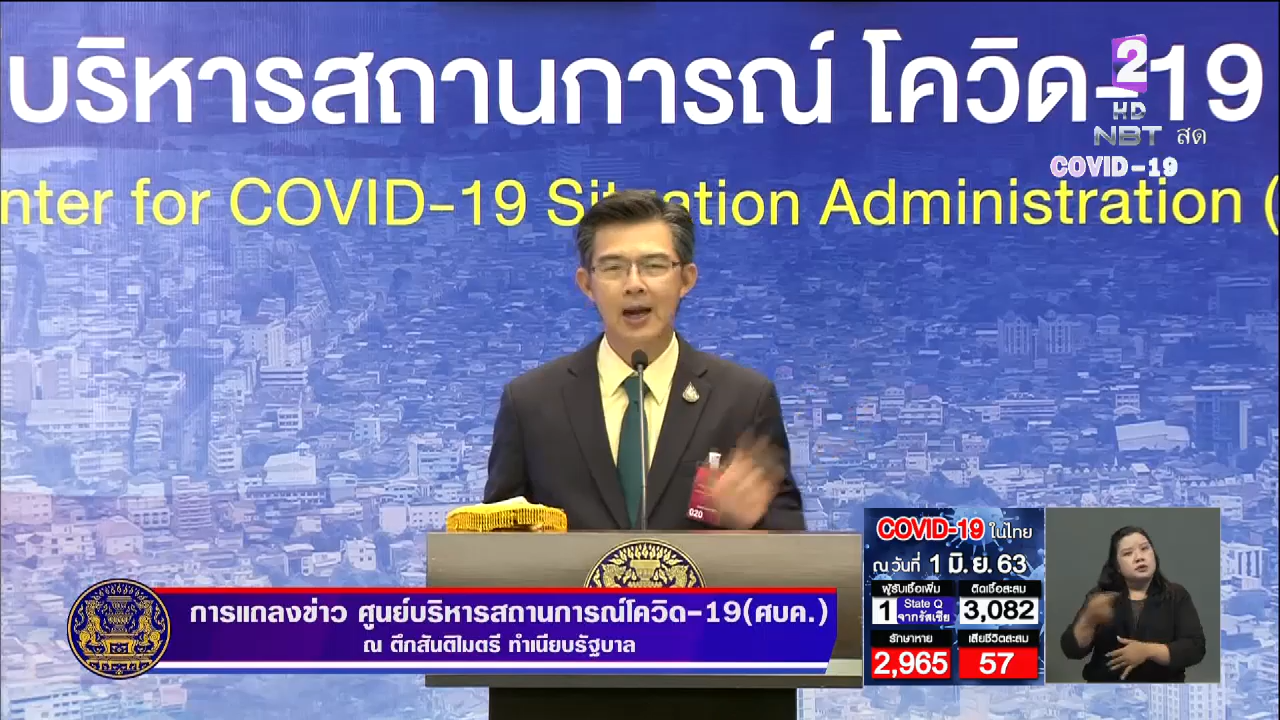 บริหารสถานการณ์ โควิด-19
2
HD
NBT สด
COVID-19
nter for COVID-19 Situation Administration (
020
COVID-19 ในไทย
ณ วันที่ 1 มิ.ย. 63
ผู้รับเชื้อเพิ่ม ติดเชื้อสะสม
1 State Q จากรัสเซีย 3,082
รักษาหาย เสียชีวิตสะสม
2,965 57
การแถลงข่าว ศูนย์บริหารสถานการณ์โควิด-19(ศบค.)
ณ ตึกสันติไมตรี ทำเนียบรัฐบาล